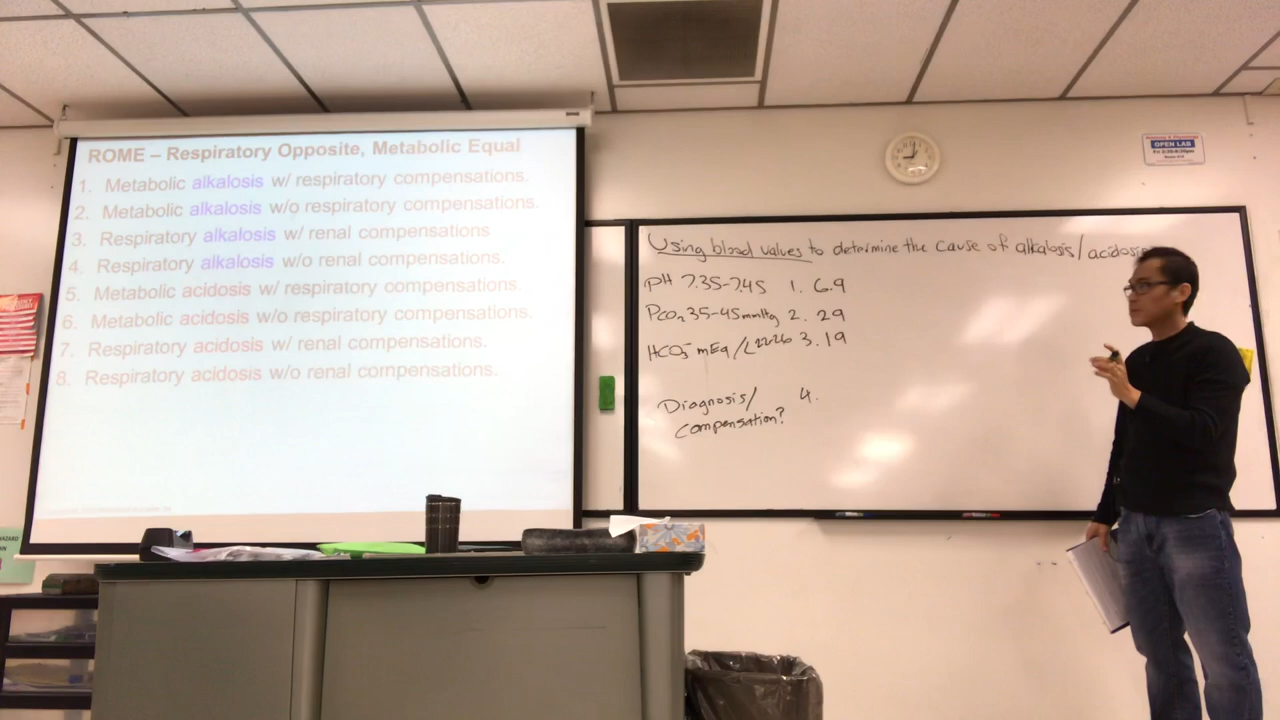 ROME – Respiratory Opposite, Metabolic Equal
1. Metabolic alkalosis w/ respiratory compensations.
2. Metabolic alkalosis w/o respiratory compensations.
3. Respiratory alkalosis w/ renal compensations
4. Respiratory alkalosis w/o renal compensations.
5. Metabolic acidosis w/ respiratory compensations.
6. Metabolic acidosis w/o respiratory compensations.
7. Respiratory acidosis w/ renal compensations.
8. Respiratory acidosis w/o renal compensations.
Using blood values to determine the cause of alkalosis/acidosis
pH 7.35-7.45 1. 6.9
PCO₂ 35-45 mmHg 2. 29
HCO₃⁻ mEq/L 22-26 3. 19
Diagnosis/ 4.
compensation?
OPEN LAB